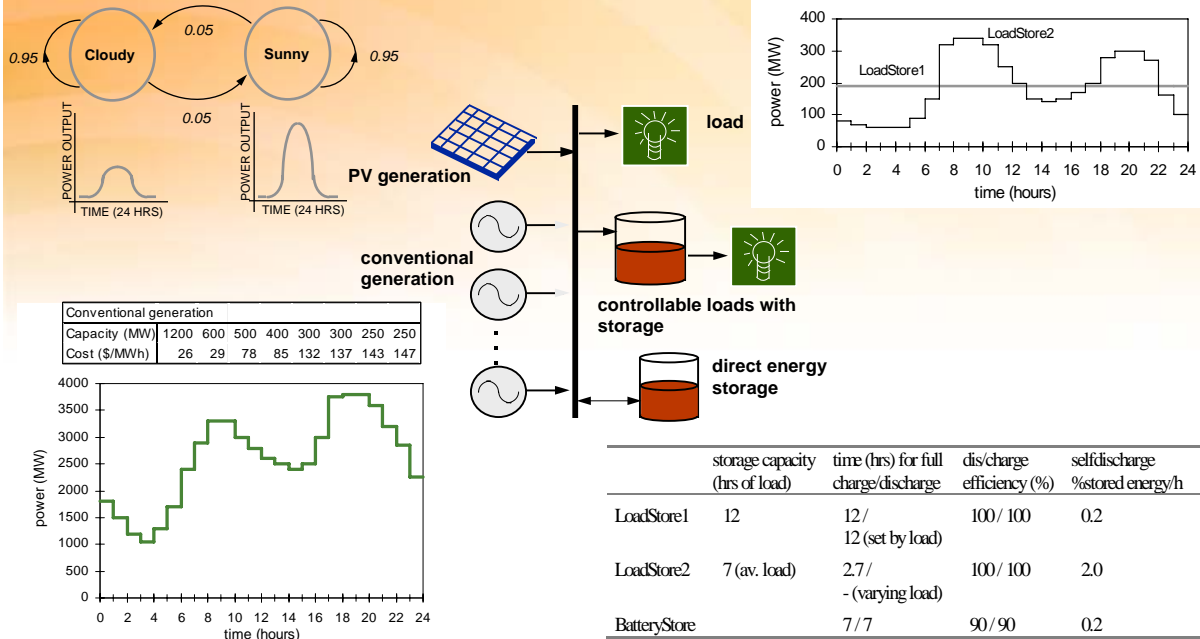 0.05
0.95
Cloudy
Sunny
0.95
0.05
POWER OUTPUT
TIME (24 HRS)
POWER OUTPUT
TIME (24 HRS)
power (MW)
400
300
200
100
0
LoadStore2
LoadStore1
0 2 4 6 8 10 12 14 16 18 20 22 24
time (hours)
PV generation
load
conventional
generation
controllable loads with
storage
direct energy
storage
Conventional generation
Capacity (MW) 1200 600 500 400 300 300 250 250
Cost ($/MWh) 26 29 78 85 132 137 143 147
power (MW)
4000
3500
3000
2500
2000
1500
1000
500
0
0 2 4 6 8 10 12 14 16 18 20 22 24
time (hours)
storage capacity time (hrs) for full dis/charge selfdischarge
(hrs of load) charge/discharge efficiency (%) %stored energy/h
LoadStore1 12 12 / 100 / 100 0.2
12 (set by load)
LoadStore2 7 (av. load) 2.7 / 100 / 100 2.0
- (varying load)
BatteryStore 7 / 7 90 / 90 0.2